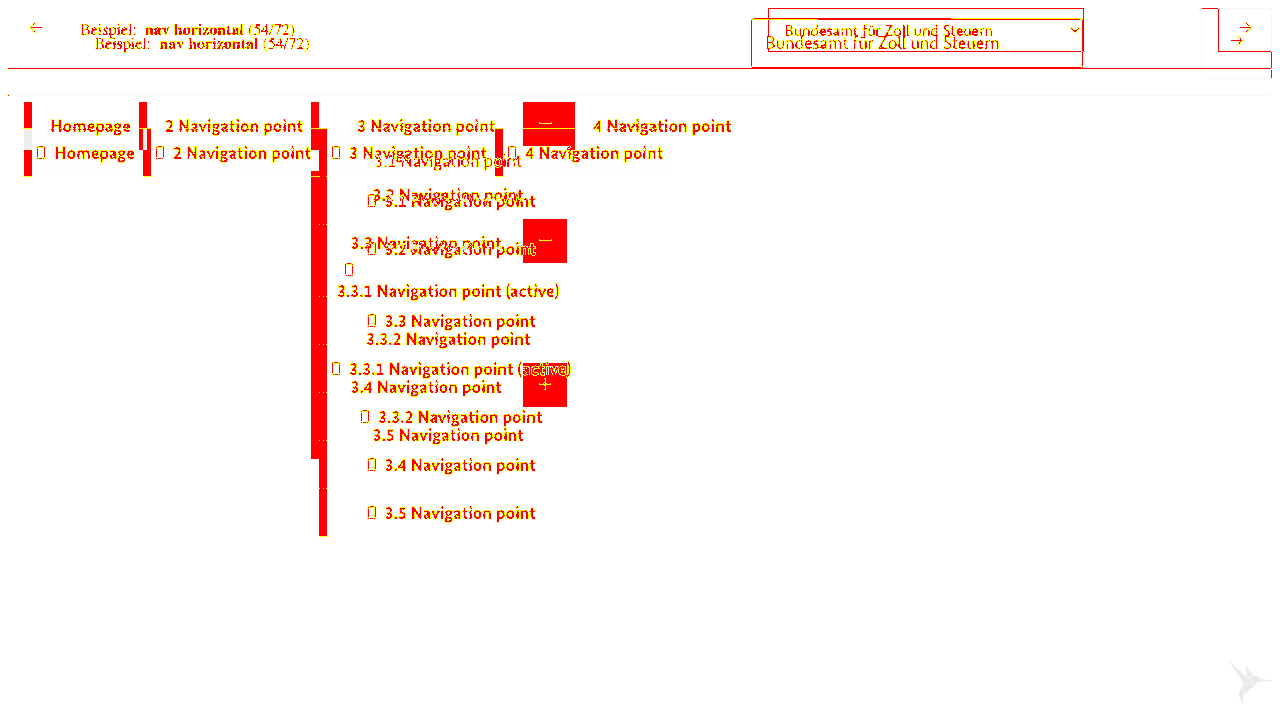 Beispiel: nav horizontal (54/72)
Bundesamt für Zoll und Steuern
Beispiel: nav horizontal (54/72)
Bundesamt für Zoll und Steuern
Homepage 2 Navigation point 3 Navigation point 4 Navigation point
Homepage 2 Navigation point 3 Navigation point 4 Navigation point
3.1 Navigation point
3.2 Navigation point
3.1 Navigation point
3.3 Navigation point
3.2 Navigation point
3.3.1 Navigation point (active)
3.3 Navigation point
3.3.2 Navigation point
3.3.1 Navigation point (active)
3.4 Navigation point
3.3.2 Navigation point
3.5 Navigation point
3.4 Navigation point
3.5 Navigation point